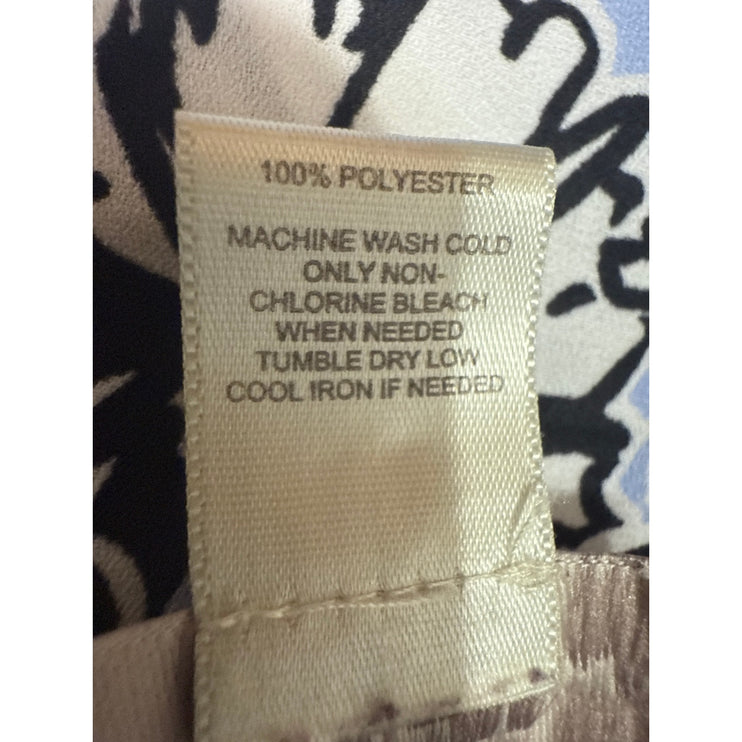 100% POLYESTER
MACHINE WASH COLD
ONLY NON-
CHLORINE BLEACH
WHEN NEEDED
TUMBLE DRY LOW
COOL IRON IF NEEDED